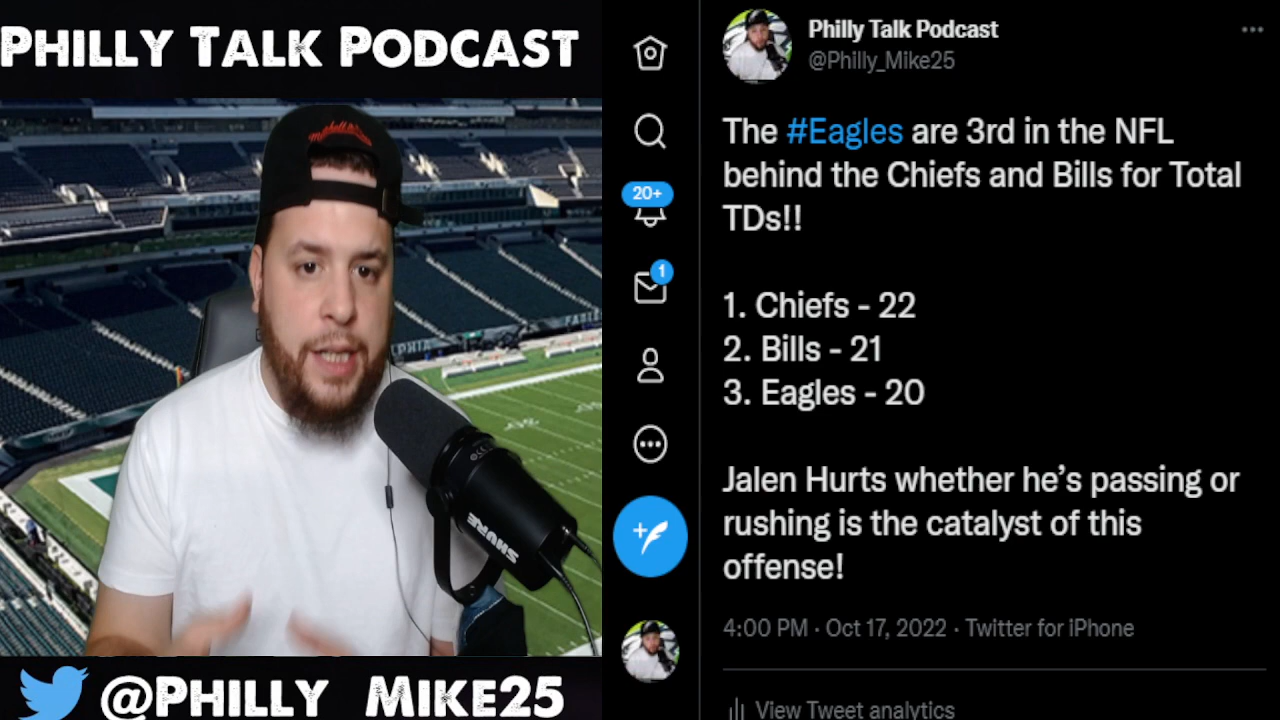 PHILLY TALK PODCAST
SHURE
@PHILLY_MIKE25
20+
1
Philly Talk Podcast
@Philly_Mike25
The #Eagles are 3rd in the NFL
behind the Chiefs and Bills for Total
TDs!!
1. Chiefs - 22
2. Bills - 21
3. Eagles - 20
Jalen Hurts whether he’s passing or
rushing is the catalyst of this
offense!
4:00 PM · Oct 17, 2022 · Twitter for iPhone
View Tweet analytics